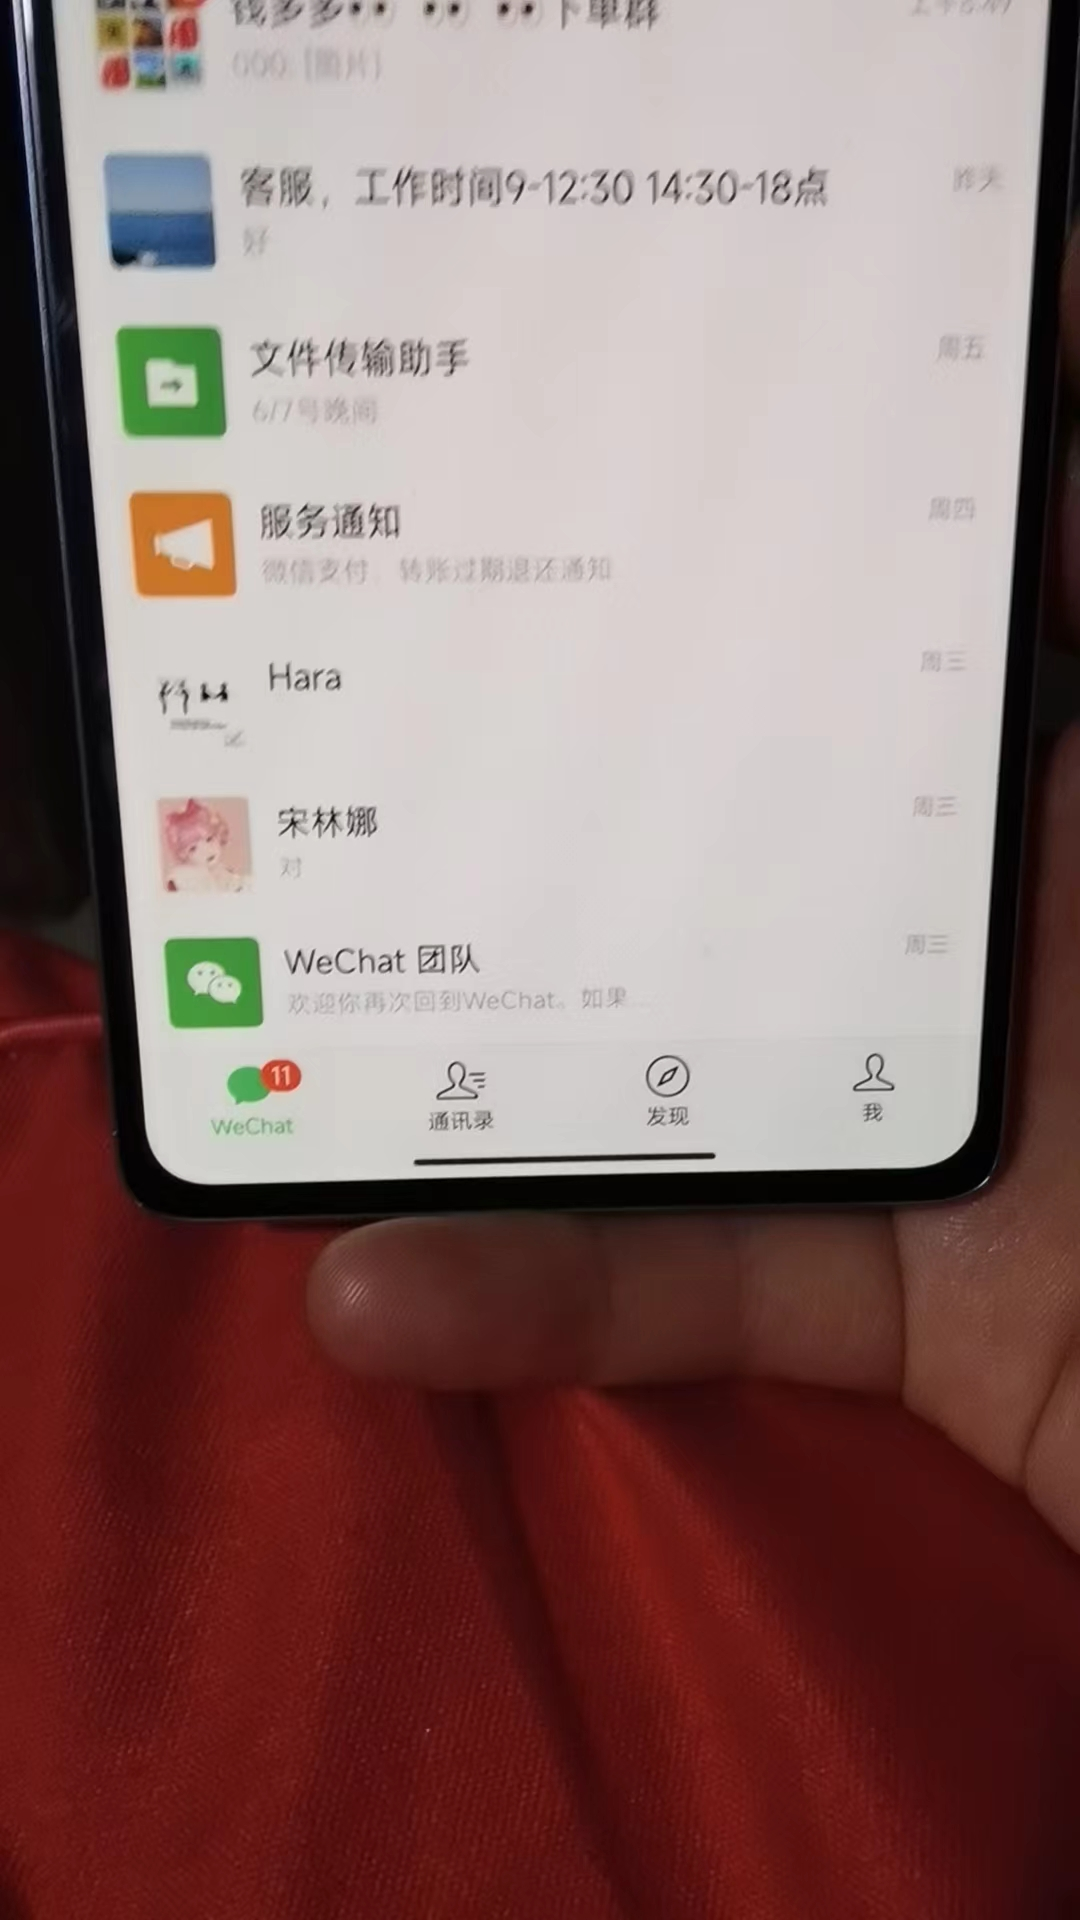 钱多多 下单群
000: [图片]
客服，工作时间9-12:30 14:30-18点
昨天
好
文件传输助手
周五
6/7号晚间
服务通知
周四
微信支付：转账过期退还通知
Hara
周三
宋林娜
周三
对
WeChat 团队
周三
欢迎你再次回到WeChat。如果...
11
WeChat
通讯录
发现
我